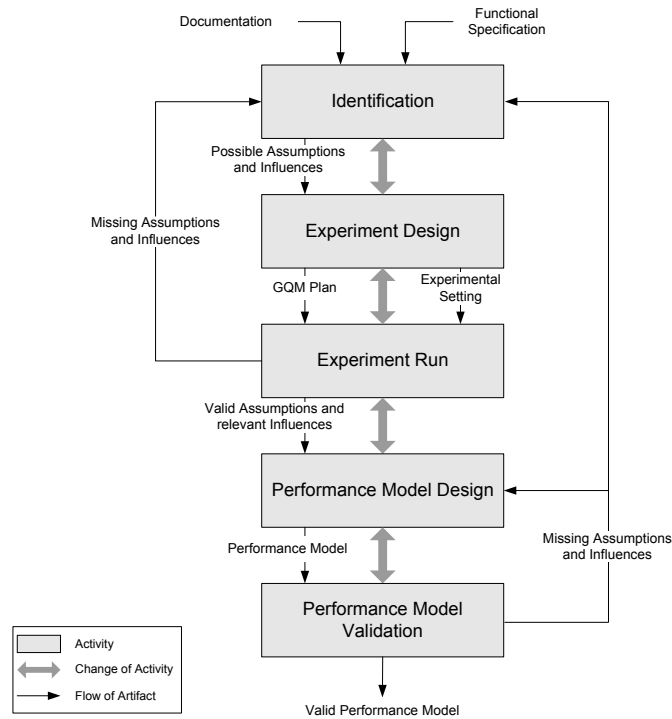 Documentation
Functional
Specification
Identification
Possible Assumptions
and Influences
Missing Assumptions
and Influences
Experiment Design
GQM Plan
Experimental
Setting
Experiment Run
Valid Assumptions and
relevant Influences
Performance Model Design
Performance Model
Missing Assumptions
and Influences
Performance Model
Validation
Valid Performance Model
Activity
Change of Activity
Flow of Artifact